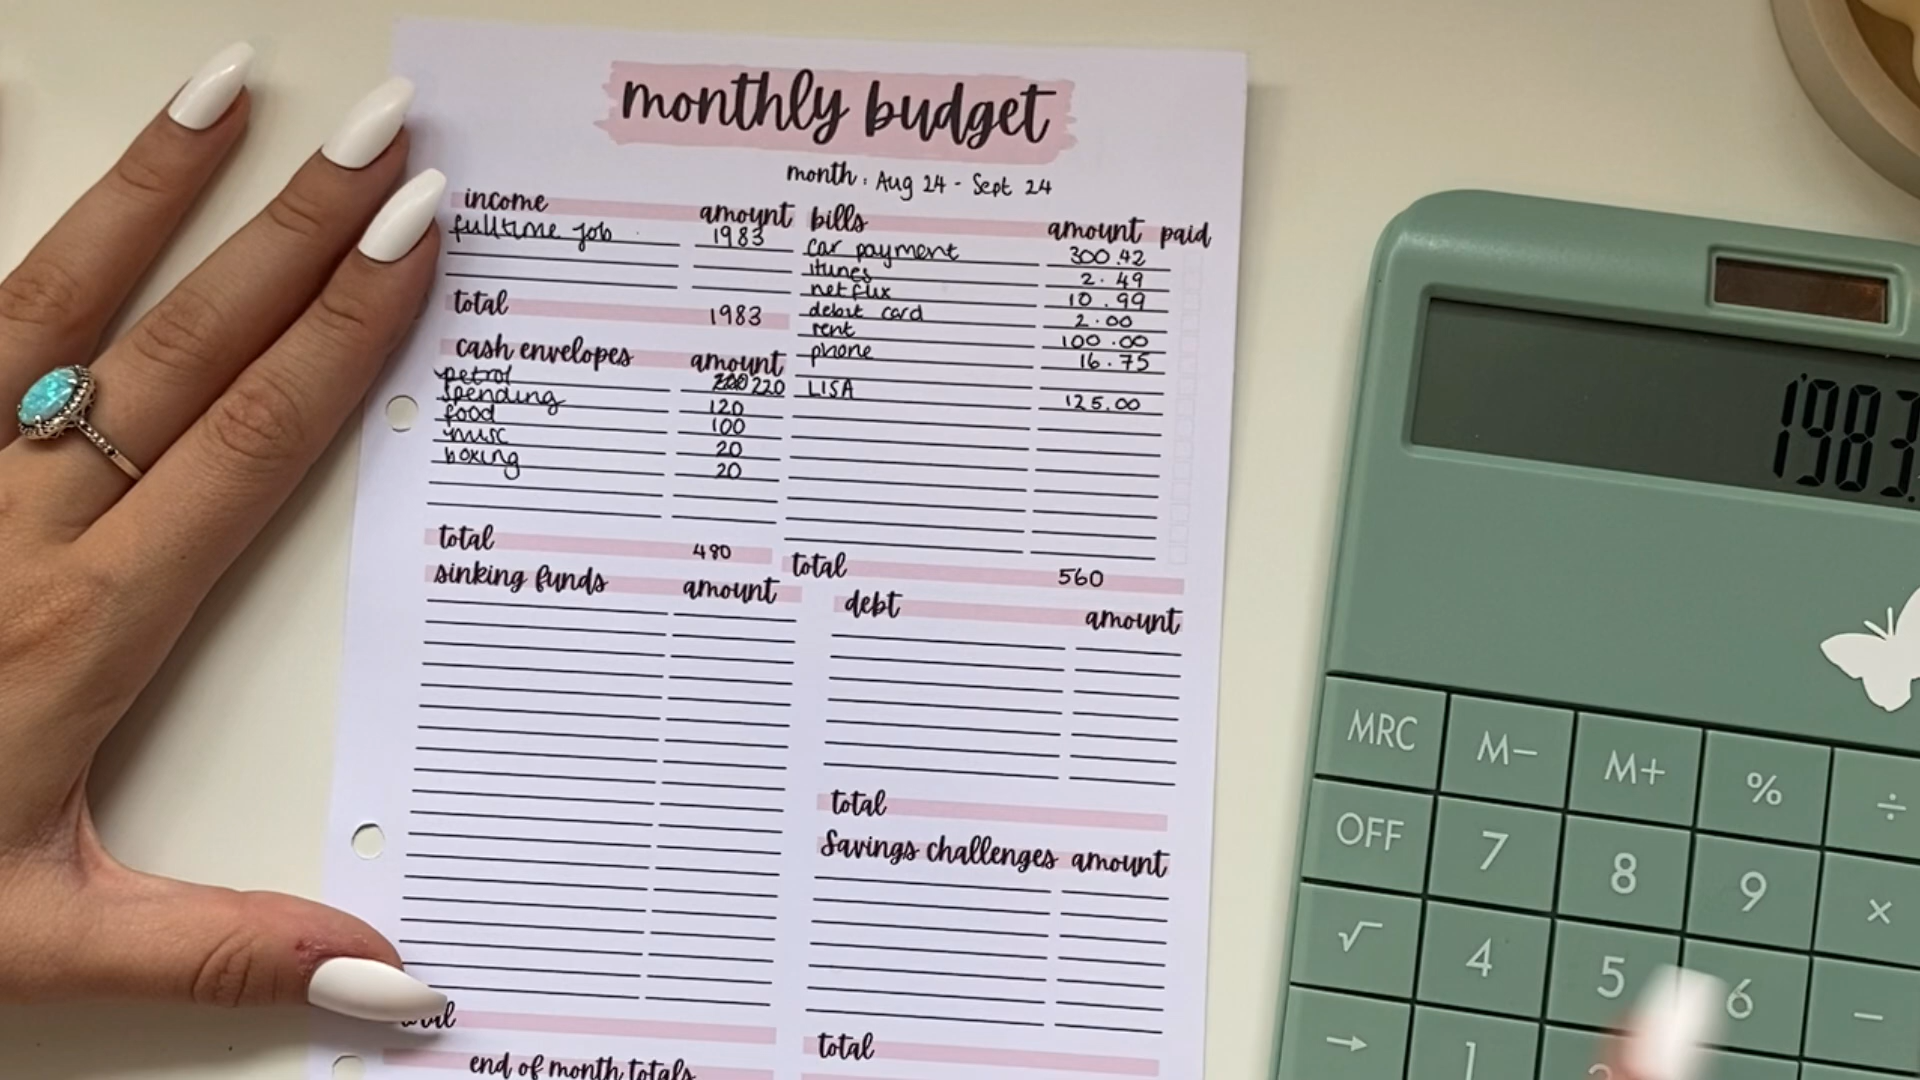 monthly budget
month: Aug 24 - Sept 24
income amount
fulltime job 1983
total 1983
cash envelopes amount
petrol 220
spending 120
food 100
misc 20
boxing 20
total 480
sinking funds amount
bills amount paid
car payment 300.42
itunes 2.49
netflix 10.99
debit card 2.00
rent 100.00
phone 16.75
LISA 125.00
total 560
debt amount
total
Savings challenges amount
total
end of month totals
1983
MRC M− M+ % ÷
OFF 7 8 9 ×
√ 4 5 6 −
→ 1